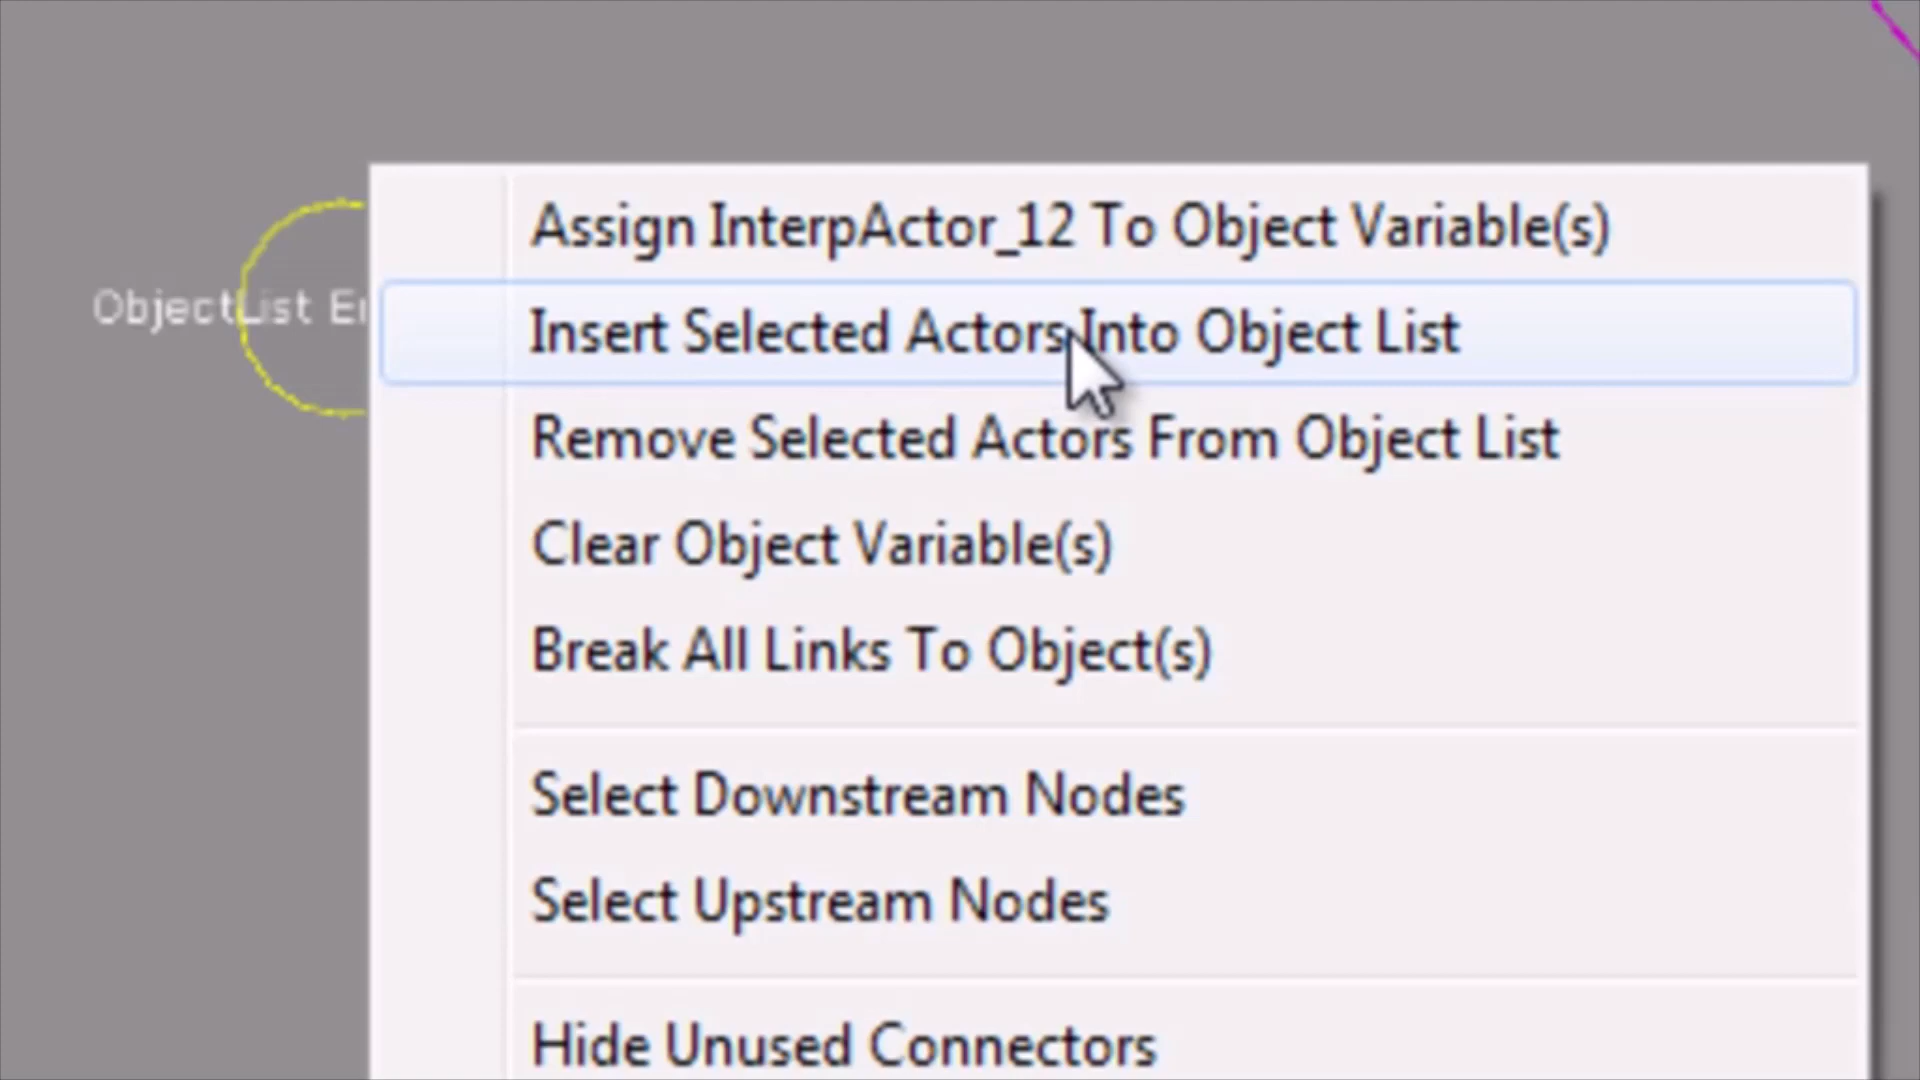 Assign InterpActor_12 To Object Variable(s)
ObjectList
Insert Selected Actors Into Object List
Remove Selected Actors From Object List
Clear Object Variable(s)
Break All Links To Object(s)
Select Downstream Nodes
Select Upstream Nodes
Hide Unused Connectors